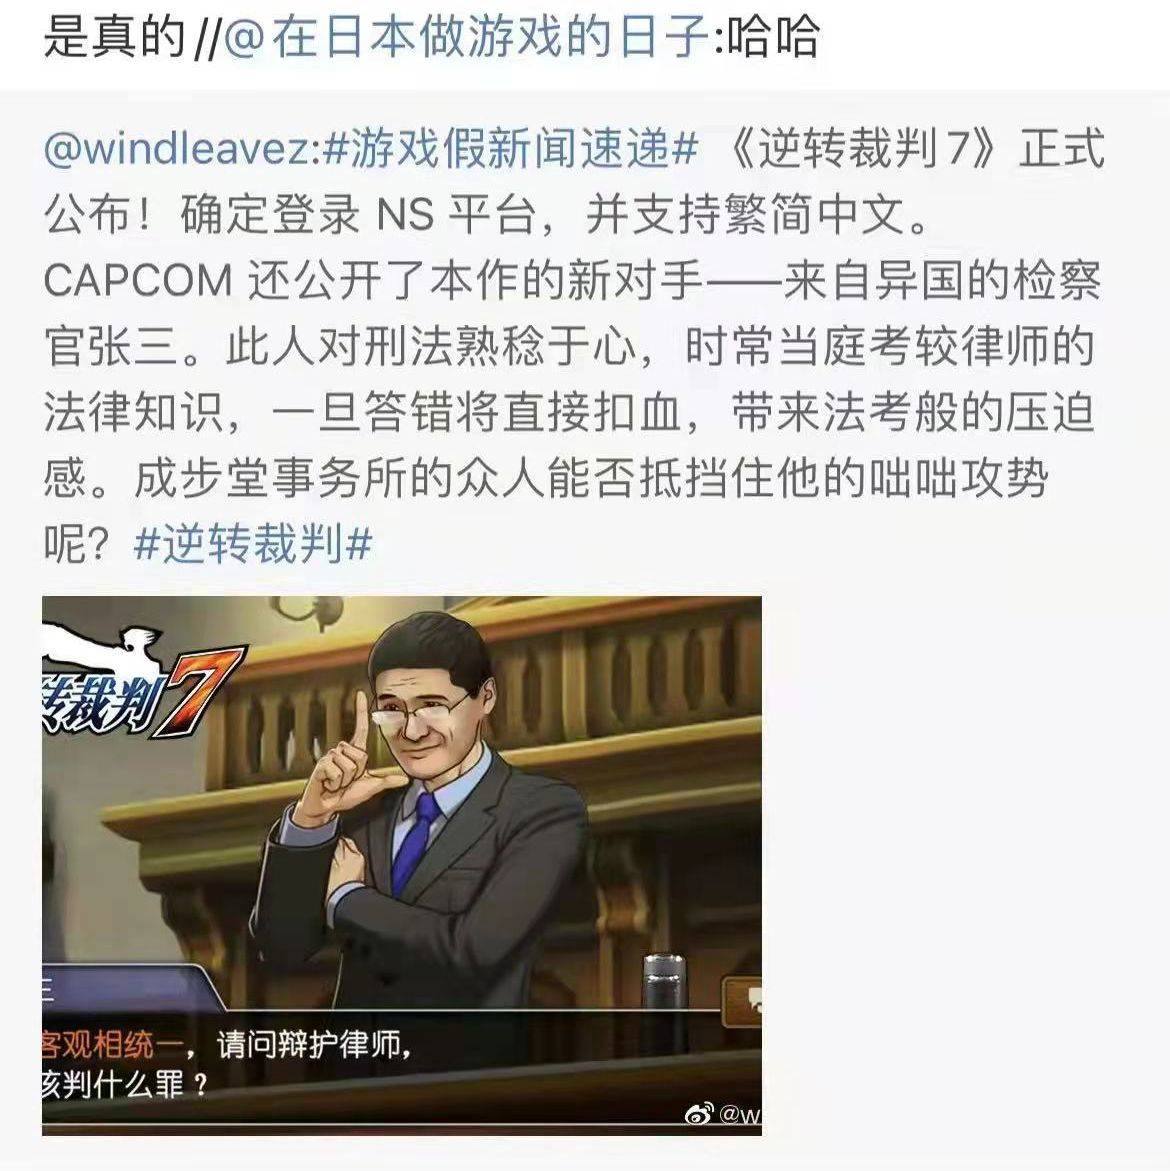 是真的//@在日本做游戏的日子:哈哈
@windleavez:#游戏假新闻速递# 《逆转裁判7》正式
公布！确定登录 NS 平台，并支持繁简中文。
CAPCOM 还公开了本作的新对手——来自异国的检察
官张三。此人对刑法熟稔于心，时常当庭考较律师的
法律知识，一旦答错将直接扣血，带来法考般的压迫
感。成步堂事务所的众人能否抵挡住他的咄咄攻势
呢？#逆转裁判#
转裁判7
三
客观相统一，请问辩护律师，
该判什么罪？
@w